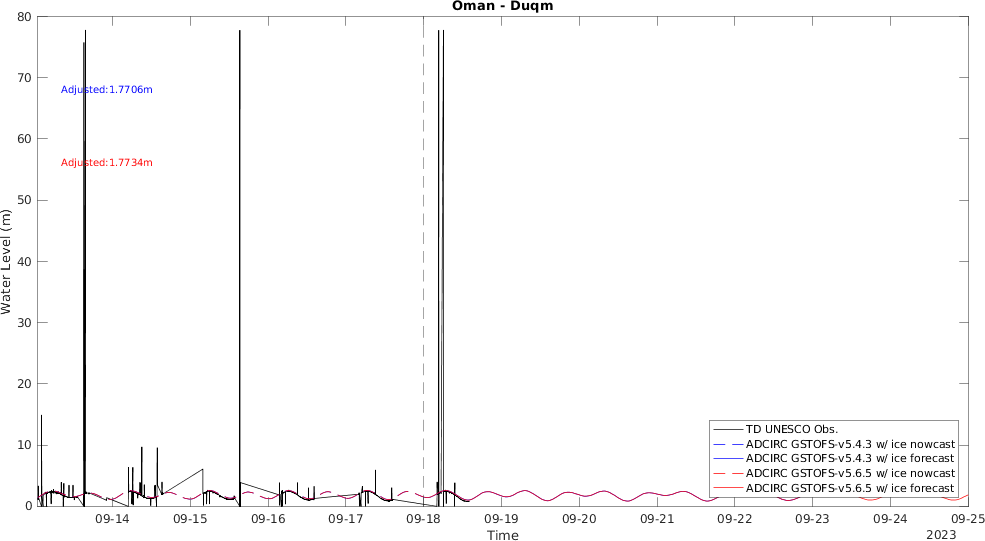 Oman - Duqm
80
70
60
50
40
30
20
10
0
Water Level (m)
Adjusted:1.7706m
Adjusted:1.7734m
TD UNESCO Obs.
ADCIRC GSTOFS-v5.4.3 w/ ice nowcast
ADCIRC GSTOFS-v5.4.3 w/ ice forecast
ADCIRC GSTOFS-v5.6.5 w/ ice nowcast
ADCIRC GSTOFS-v5.6.5 w/ ice forecast
09-14 09-15 09-16 09-17 09-18 09-19 09-20 09-21 09-22 09-23 09-24 09-25
Time
2023